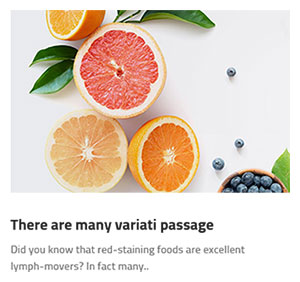 There are many variati passage
Did you know that red-staining foods are excellent
lymph-movers? In fact many..